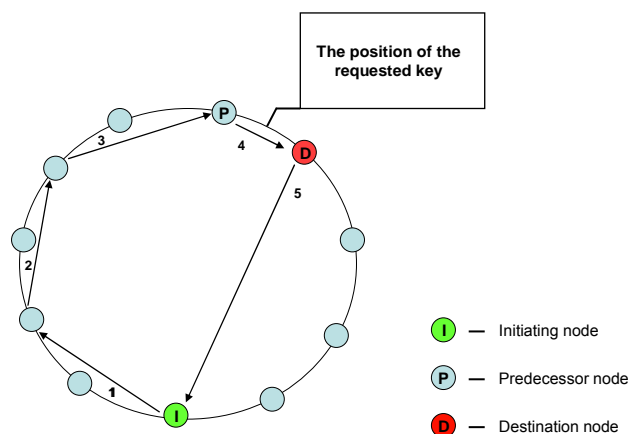 The position of the
requested key
P
3
4
D
5
2
1
I
I — Initiating node
P — Predecessor node
D — Destination node